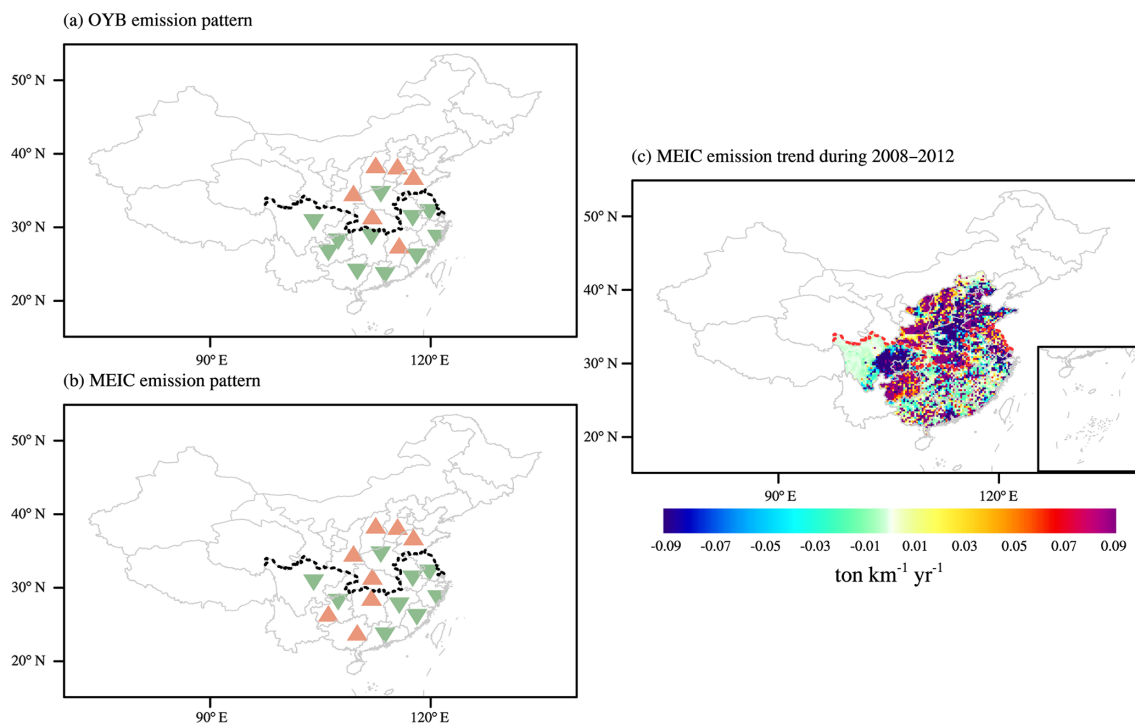 (a) OYB emission pattern
50° N
40° N
30° N
20° N
90° E
120° E
(b) MEIC emission pattern
50° N
40° N
30° N
20° N
90° E
120° E
(c) MEIC emission trend during 2008–2012
50° N
40° N
30° N
20° N
90° E
120° E
-0.09 -0.07 -0.05 -0.03 -0.01 0.01 0.03 0.05 0.07 0.09
ton km⁻¹ yr⁻¹